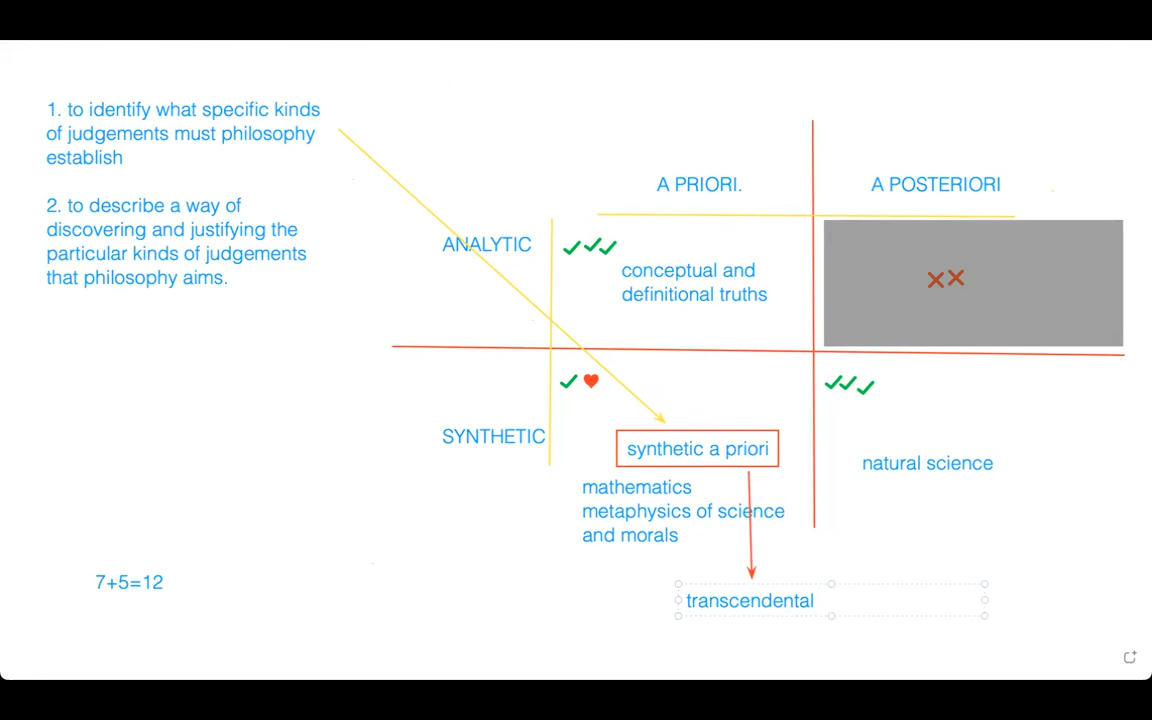 1. to identify what specific kinds
of judgements must philosophy
establish
2. to describe a way of
discovering and justifying the
particular kinds of judgements
that philosophy aims.
A PRIORI.
A POSTERIORI
ANALYTIC
conceptual and
definitional truths
SYNTHETIC
synthetic a priori
mathematics
metaphysics of science
and morals
natural science
7+5=12
transcendental